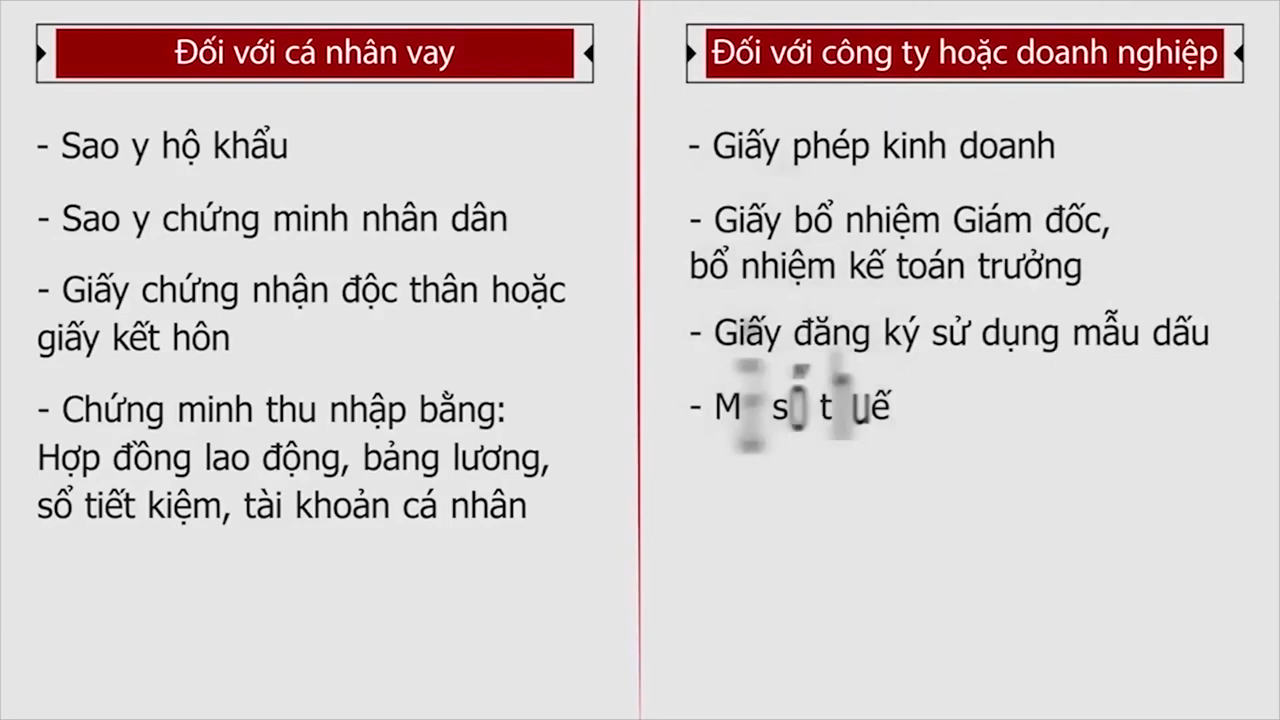 Đối với cá nhân vay
- Sao y hộ khẩu
- Sao y chứng minh nhân dân
- Giấy chứng nhận độc thân hoặc
giấy kết hôn
- Chứng minh thu nhập bằng:
Hợp đồng lao động, bảng lương,
sổ tiết kiệm, tài khoản cá nhân
Đối với công ty hoặc doanh nghiệp
- Giấy phép kinh doanh
- Giấy bổ nhiệm Giám đốc,
bổ nhiệm kế toán trưởng
- Giấy đăng ký sử dụng mẫu dấu
- Mã số thuế